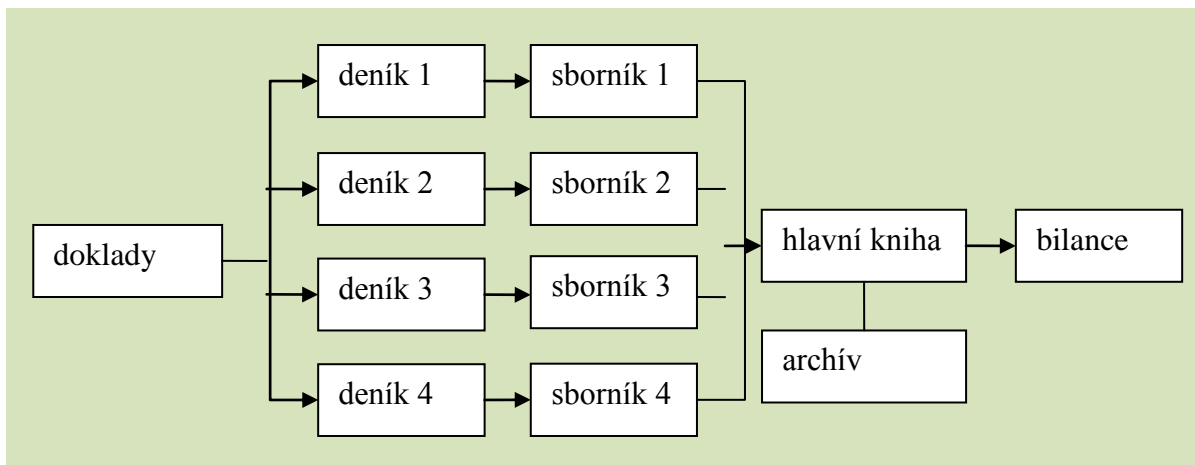 deník 1
sborník 1
deník 2
sborník 2
doklady
hlavní kniha
bilance
deník 3
sborník 3
archív
deník 4
sborník 4